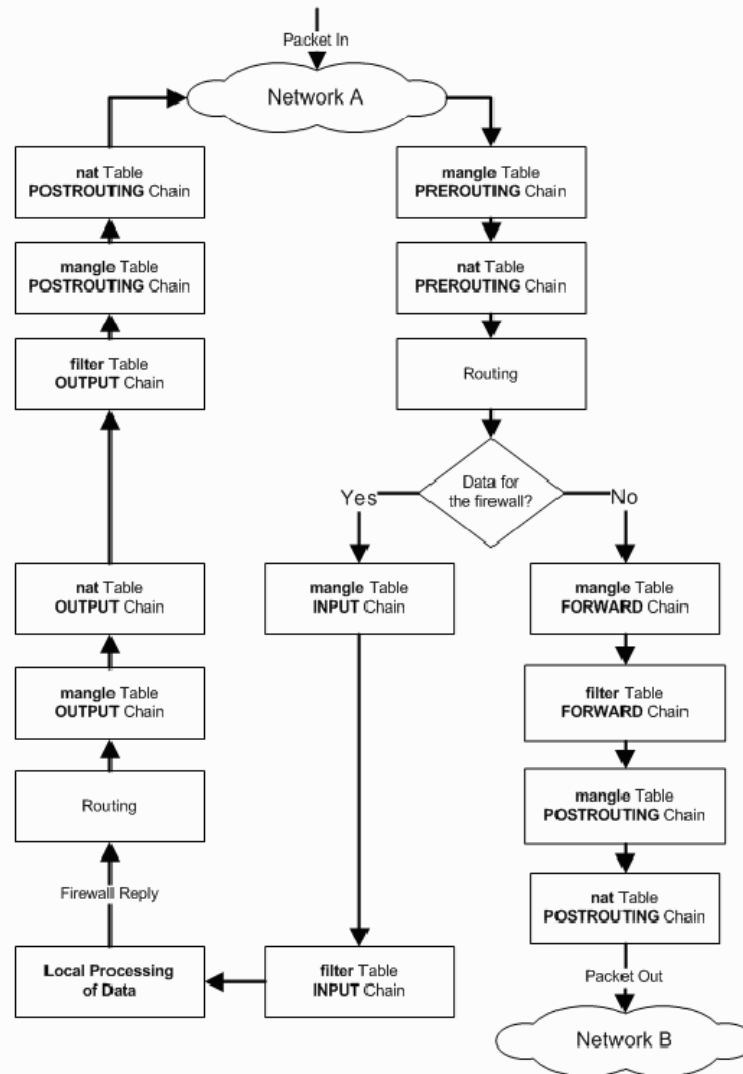 Packet In
Network A
mangle Table
PREROUTING Chain
nat Table
PREROUTING Chain
Routing
Data for
the firewall?
Yes
No
mangle Table
INPUT Chain
filter Table
INPUT Chain
Local Processing
of Data
Firewall Reply
Routing
mangle Table
OUTPUT Chain
nat Table
OUTPUT Chain
filter Table
OUTPUT Chain
mangle Table
POSTROUTING Chain
nat Table
POSTROUTING Chain
mangle Table
FORWARD Chain
filter Table
FORWARD Chain
mangle Table
POSTROUTING Chain
nat Table
POSTROUTING Chain
Packet Out
Network B